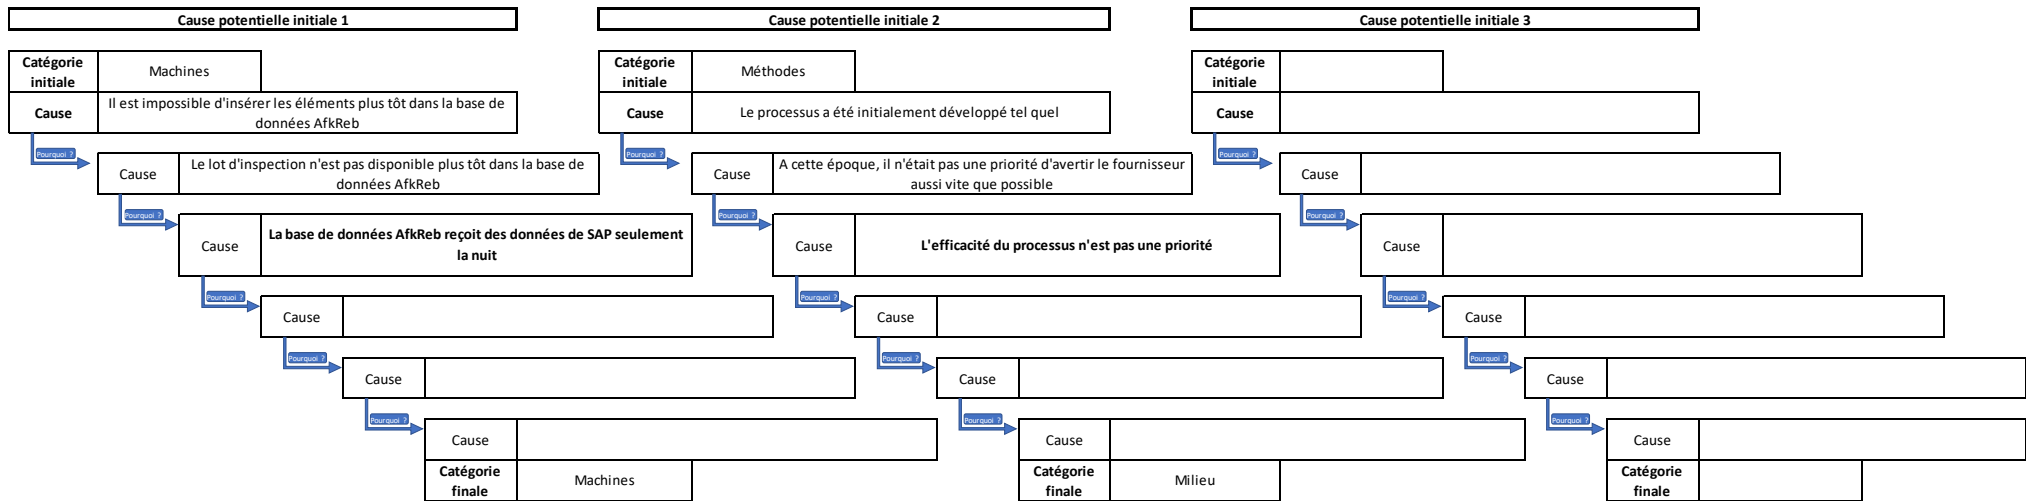 Cause potentielle initiale 1
Cause potentielle initiale 2
Cause potentielle initiale 3
Catégorie
initiale
Machines
Catégorie
initiale
Méthodes
Catégorie
initiale
Cause
Il est impossible d'insérer les éléments plus tôt dans la base de
données AfkReb
Cause
Le processus a été initialement développé tel quel
Cause
Pourquoi ?
Pourquoi ?
Pourquoi ?
Cause
Le lot d'inspection n'est pas disponible plus tôt dans la base de
données AfkReb
Cause
A cette époque, il n'était pas une priorité d'avertir le fournisseur
aussi vite que possible
Cause
Pourquoi ?
Pourquoi ?
Pourquoi ?
Cause
La base de données AfkReb reçoit des données de SAP seulement
la nuit
Cause
L'efficacité du processus n'est pas une priorité
Cause
Pourquoi ?
Pourquoi ?
Pourquoi ?
Cause
Cause
Cause
Pourquoi ?
Pourquoi ?
Pourquoi ?
Cause
Cause
Cause
Pourquoi ?
Pourquoi ?
Pourquoi ?
Cause
Cause
Cause
Catégorie
finale
Machines
Catégorie
finale
Milieu
Catégorie
finale